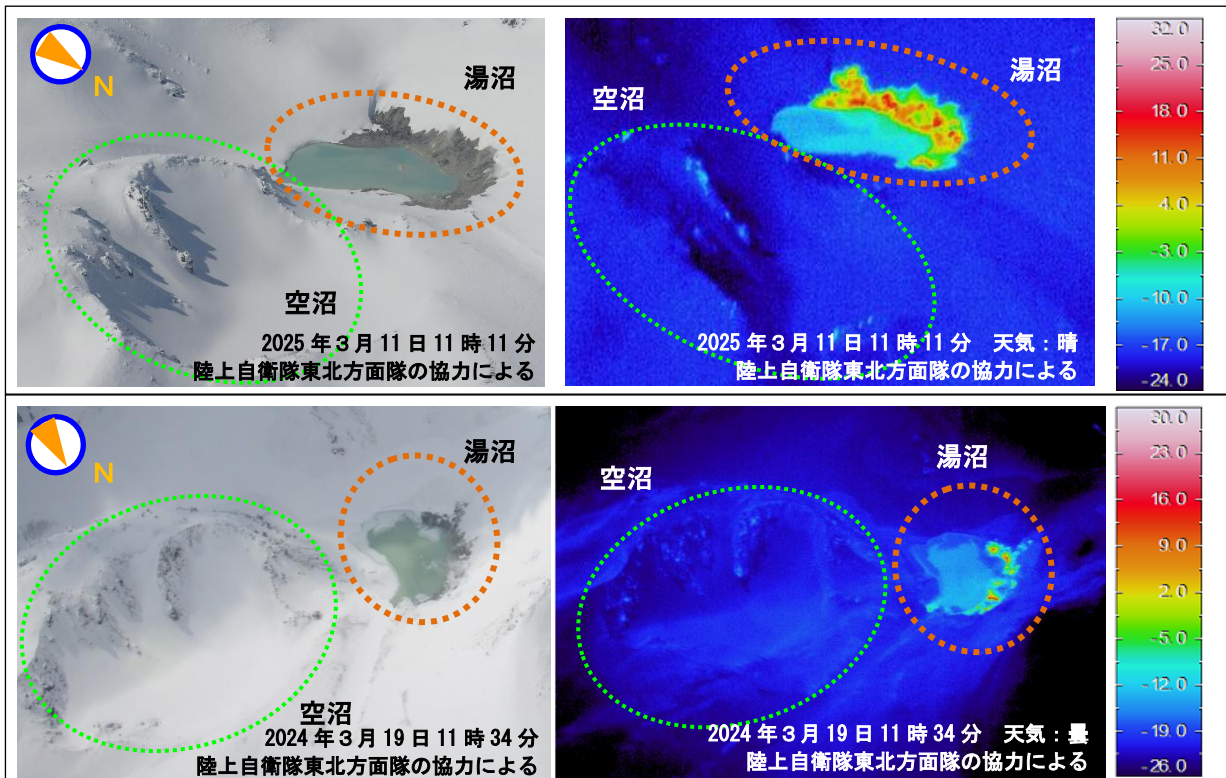 N
湯沼
空沼
2025年3月11日11時11分
陸上自衛隊東北方面隊の協力による
湯沼
空沼
2025年3月11日11時11分 天気:晴
陸上自衛隊東北方面隊の協力による
32.0
25.0
18.0
11.0
4.0
-3.0
-10.0
-17.0
-24.0
N
湯沼
空沼
2024年3月19日11時34分
陸上自衛隊東北方面隊の協力による
湯沼
空沼
2024年3月19日11時34分 天気:曇
陸上自衛隊東北方面隊の協力による
30.0
23.0
16.0
9.0
2.0
-5.0
-12.0
-19.0
-26.0